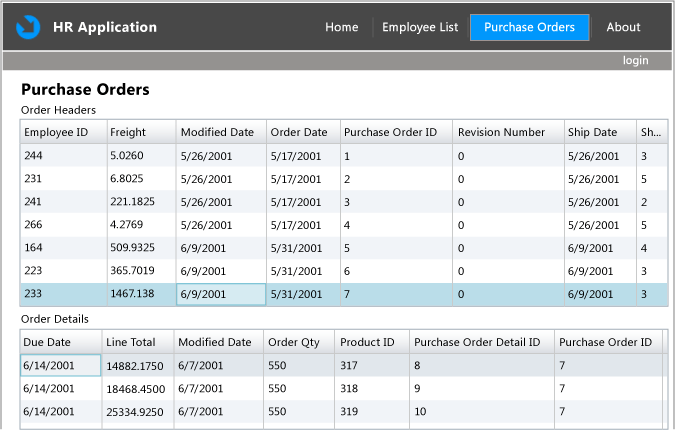 HR Application Home Employee List Purchase Orders About
login
Purchase Orders
Order Headers
Employee ID Freight Modified Date Order Date Purchase Order ID Revision Number Ship Date Sh...
244 5.0260 5/26/2001 5/17/2001 1 0 5/26/2001 3
231 6.8025 5/26/2001 5/17/2001 2 0 5/26/2001 5
241 221.1825 5/26/2001 5/17/2001 3 0 5/26/2001 2
266 4.2769 5/26/2001 5/17/2001 4 0 5/26/2001 5
164 509.9325 6/9/2001 5/31/2001 5 0 6/9/2001 4
223 365.7019 6/9/2001 5/31/2001 6 0 6/9/2001 3
233 1467.138 6/9/2001 5/31/2001 7 0 6/9/2001 3
Order Details
Due Date Line Total Modified Date Order Qty Product ID Purchase Order Detail ID Purchase Order ID
6/14/2001 14882.1750 6/7/2001 550 317 8 7
6/14/2001 18468.4500 6/7/2001 550 318 9 7
6/14/2001 25334.9250 6/7/2001 550 319 10 7